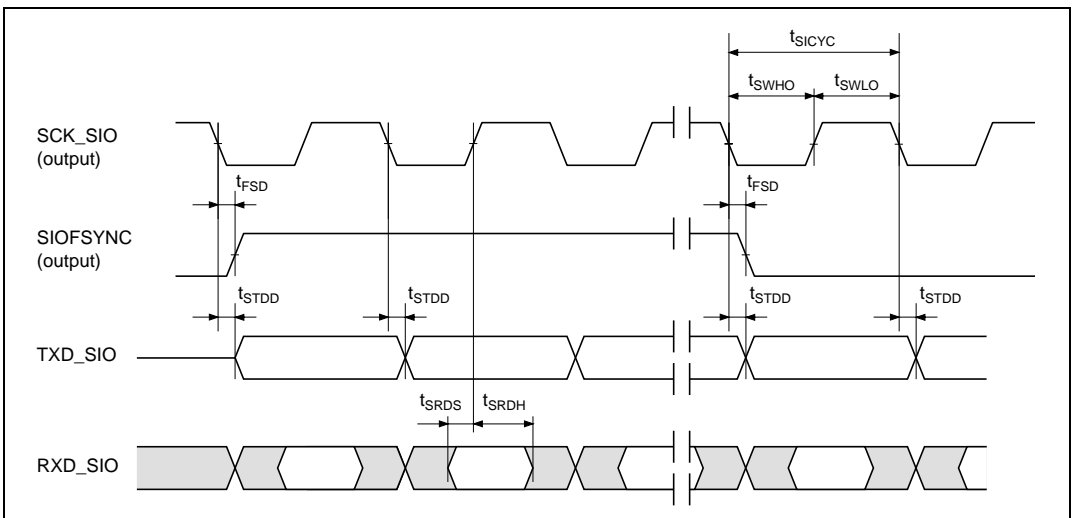 tSICYC
tSWHO tSWLO
SCK_SIO
(output)
tFSD tFSD
SIOFSYNC
(output)
tSTDD tSTDD tSTDD tSTDD
TXD_SIO
tSRDS tSRDH
RXD_SIO